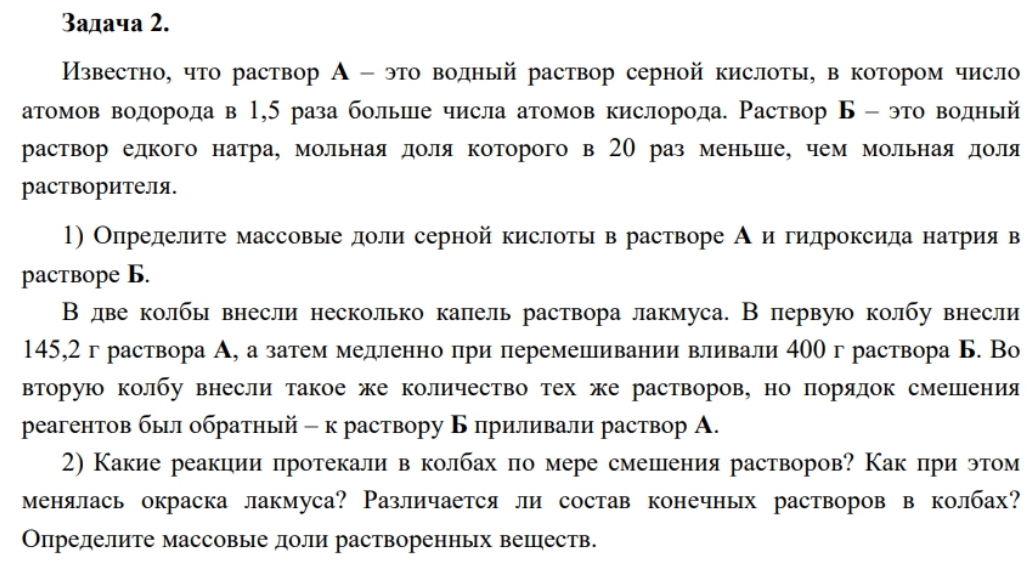 Задача 2.
Известно, что раствор А – это водный раствор серной кислоты, в котором число
атомов водорода в 1,5 раза больше числа атомов кислорода. Раствор Б – это водный
раствор едкого натра, мольная доля которого в 20 раз меньше, чем мольная доля
растворителя.
1) Определите массовые доли серной кислоты в растворе А и гидроксида натрия в
растворе Б.
В две колбы внесли несколько капель раствора лакмуса. В первую колбу внесли
145,2 г раствора А, а затем медленно при перемешивании вливали 400 г раствора Б. Во
вторую колбу внесли такое же количество тех же растворов, но порядок смешения
реагентов был обратный – к раствору Б приливали раствор А.
2) Какие реакции протекали в колбах по мере смешения растворов? Как при этом
менялась окраска лакмуса? Различается ли состав конечных растворов в колбах?
Определите массовые доли растворенных веществ.